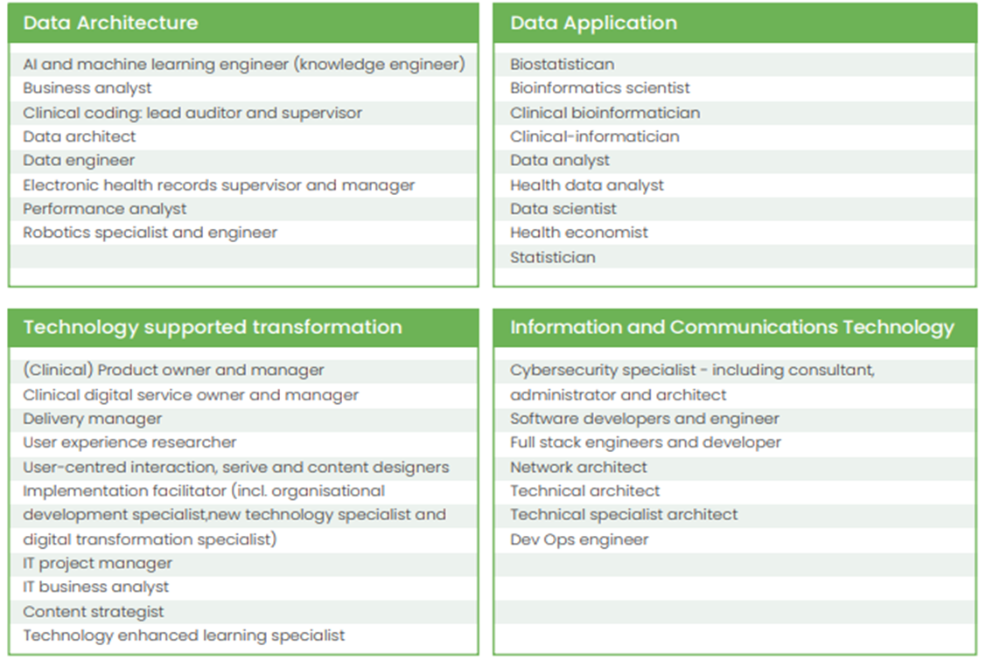 Data Architecture
AI and machine learning engineer (knowledge engineer)
Business analyst
Clinical coding: lead auditor and supervisor
Data architect
Data engineer
Electronic health records supervisor and manager
Performance analyst
Robotics specialist and engineer
Data Application
Biostatistican
Bioinformatics scientist
Clinical bioinformatician
Clinical-informatician
Data analyst
Health data analyst
Data scientist
Health economist
Statistician
Technology supported transformation
(Clinical) Product owner and manager
Clinical digital service owner and manager
Delivery manager
User experience researcher
User-centred interaction, serive and content designers
Implementation facilitator (incl. organisational
development specialist,new technology specialist and
digital transformation specialist)
IT project manager
IT business analyst
Content strategist
Technology enhanced learning specialist
Information and Communications Technology
Cybersecurity specialist - including consultant,
administrator and architect
Software developers and engineer
Full stack engineers and developer
Network architect
Technical architect
Technical specialist architect
Dev Ops engineer